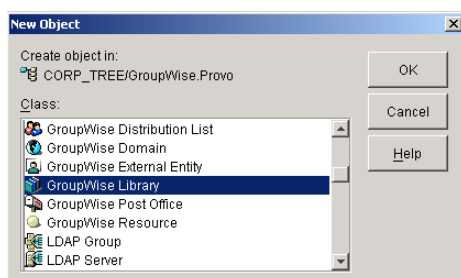 New Object
Create object in:
CORP_TREE/GroupWise.Provo
Class:
GroupWise Distribution List
GroupWise Domain
GroupWise External Entity
GroupWise Library
GroupWise Post Office
GroupWise Resource
LDAP Group
LDAP Server
OK
Cancel
Help